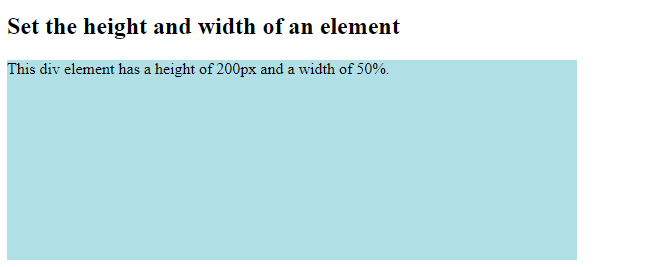 Set the height and width of an element
This div element has a height of 200px and a width of 50%.